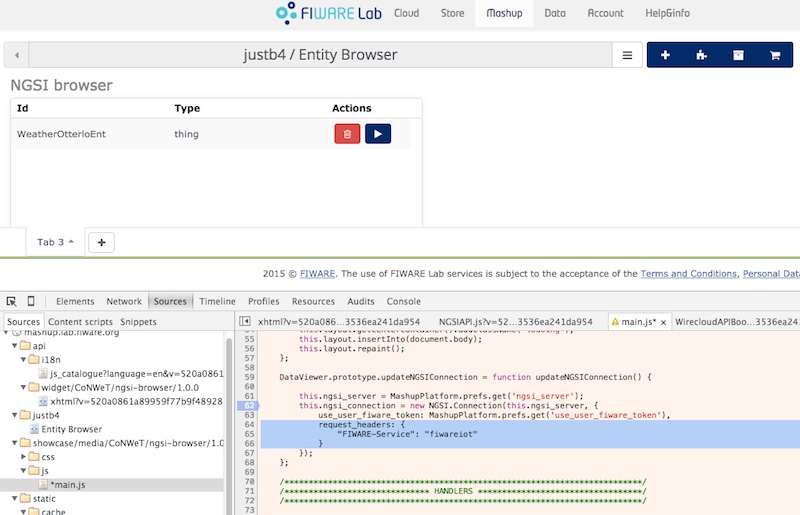 FIWARE Lab Cloud Store Mashup Data Account Help&info
justb4 / Entity Browser
NGSI browser
Id Type Actions
WeatherOtterloEnt thing
Tab 3
2015 © FIWARE. The use of FIWARE Lab services is subject to the acceptance of the Terms and Conditions, Personal Data
Elements Network Sources Timeline Profiles Resources Audits Console
Sources Content scripts Snippets
xhtml?v=520a086...3536ea241da954 NGSIAPI.js?v=52...3536ea241da954 main.js* × WirecloudAPIBoo...3536ea241da954
mashup.lab.fiware.org
api
i18n
js_catalogue?language=en&v=520a0861
widget/CoNWeT/ngsi-browser/1.0.0
xhtml?v=520a0861a89959f77b9f48928
justb4
Entity Browser
showcase/media/CoNWeT/ngsi-browser/1.0
css
js
*main.js
static
cache
55 this.layout.insertInto(document.body);
56 this.layout.repaint();
57 };
58
59 DataViewer.prototype.updateNGSIConnection = function updateNGSIConnection() {
60
61 this.ngsi_server = MashupPlatform.prefs.get('ngsi_server');
62 this.ngsi_connection = new NGSI.Connection(this.ngsi_server, {
63 use_user_fiware_token: MashupPlatform.prefs.get('use_user_fiware_token'),
64 request_headers: {
65 "FIWARE-Service": "fiwareiot"
66 }
67 });
68 };
69
70 /******************************************************************/
71 /**************************** HANDLERS ****************************/
72 /******************************************************************/
73